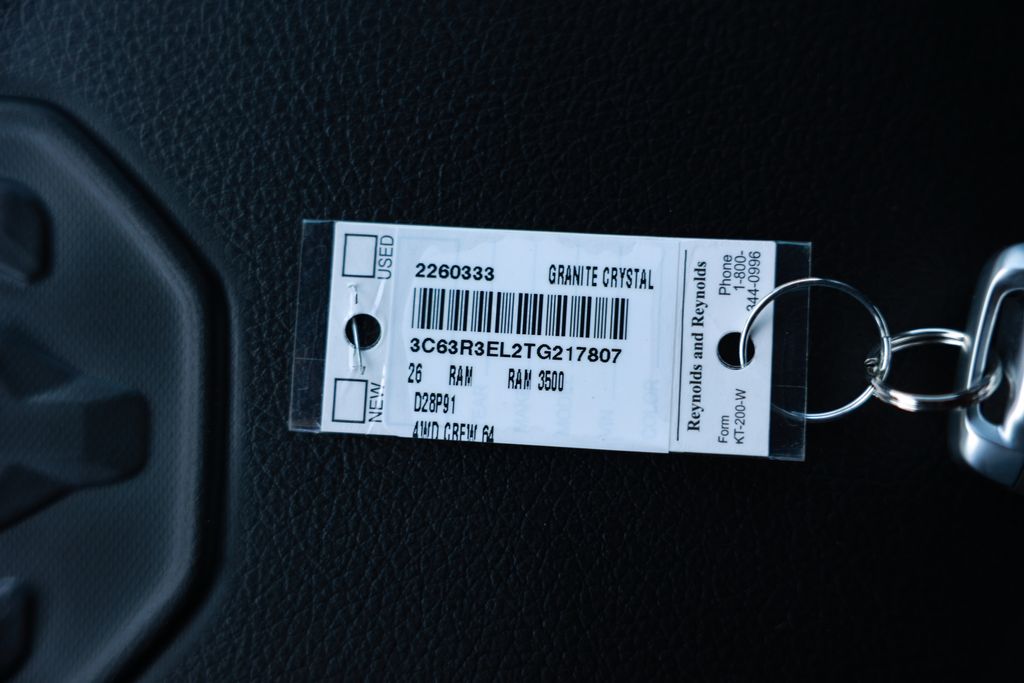 USED
NEW
2260333 GRANITE CRYSTAL
3C63R3EL2TG217807
26 RAM RAM 3500
D28P91
4WD CREW 64
Reynolds and Reynolds
Phone
1-800-
344-0996
Form
KT-200-W